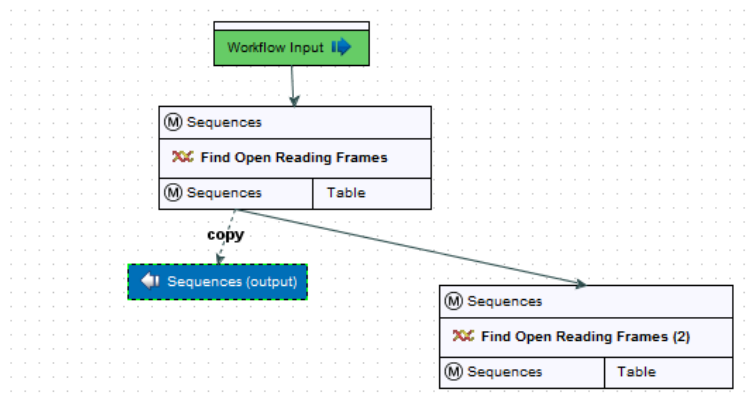 Workflow Input
M Sequences
Find Open Reading Frames
M Sequences Table
copy
Sequences (output)
M Sequences
Find Open Reading Frames (2)
M Sequences Table